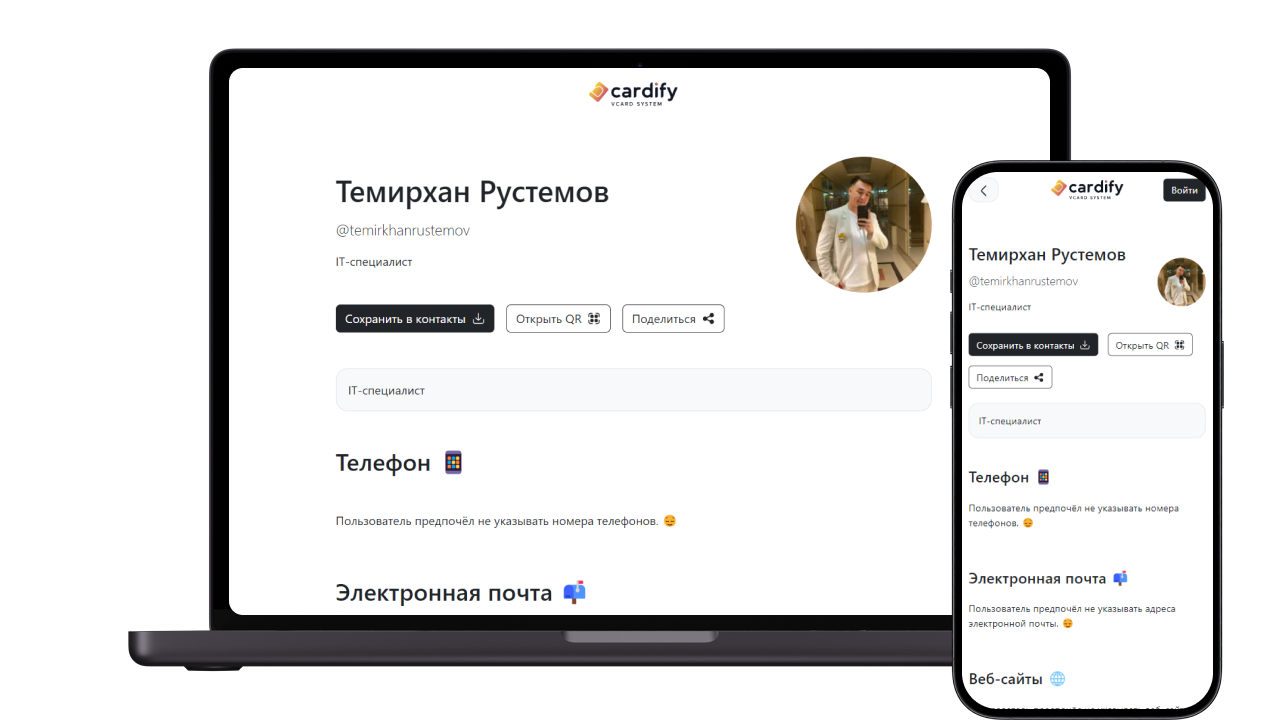 cardify
VCARD SYSTEM
Темирхан Рустемов
@temirkhanrustemov
IT-специалист
Сохранить в контакты
Открыть QR
Поделиться
IT-специалист
Телефон
Пользователь предпочёл не указывать номера телефонов.
Электронная почта
cardify
VCARD SYSTEM
Войти
Темирхан Рустемов
@temirkhanrustemov
IT-специалист
Сохранить в контакты
Открыть QR
Поделиться
IT-специалист
Телефон
Пользователь предпочёл не указывать номера
телефонов.
Электронная почта
Пользователь предпочёл не указывать адреса
электронной почты.
Веб-сайты